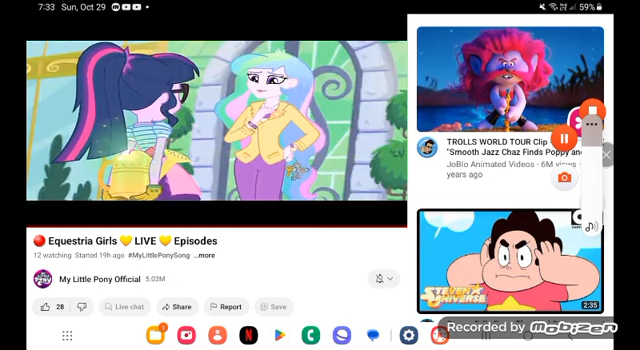 7:33 Sun, Oct 29
59%
TROLLS WORLD TOUR Clip
"Smooth Jazz Chaz Finds Poppy and
JoBlo Animated Videos · 6M views
years ago
🔴 Equestria Girls 💛 LIVE 💛 Episodes
12 watching Started 19h ago #MyLittlePonySong ...more
My Little Pony Official 5.02M
28
Live chat
Share
Report
Save
STEVEN UNIVERSE
2:35
1
Recorded by Mobizen